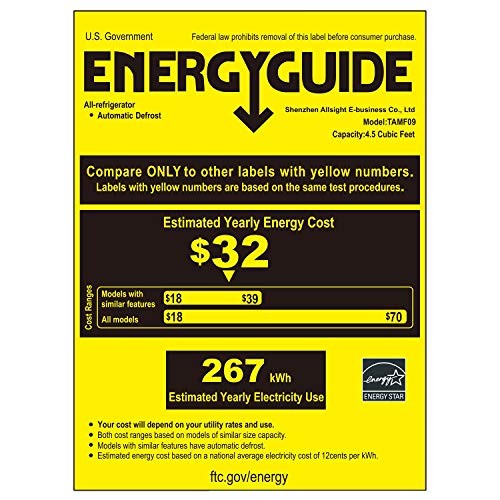 U.S. Government
Federal law prohibits removal of this label before consumer purchase.
ENERGYGUIDE
All-refrigerator
• Automatic Defrost
Shenzhen Allsight E-business Co., Ltd
Model:TAMF09
Capacity:4.5 Cubic Feet
Compare ONLY to other labels with yellow numbers.
Labels with yellow numbers are based on the same test procedures.
Estimated Yearly Energy Cost
$32
Cost Ranges
Models with
similar features
$18 $39
All models $18 $70
267 kWh
Estimated Yearly Electricity Use
energy
ENERGY STAR
• Your cost will depend on your utility rates and use.
• Both cost ranges based on models of similar size capacity.
• Models with similar features have automatic defrost.
• Estimated energy cost based on a national average electricity cost of 12cents per kWh.
ftc.gov/energy